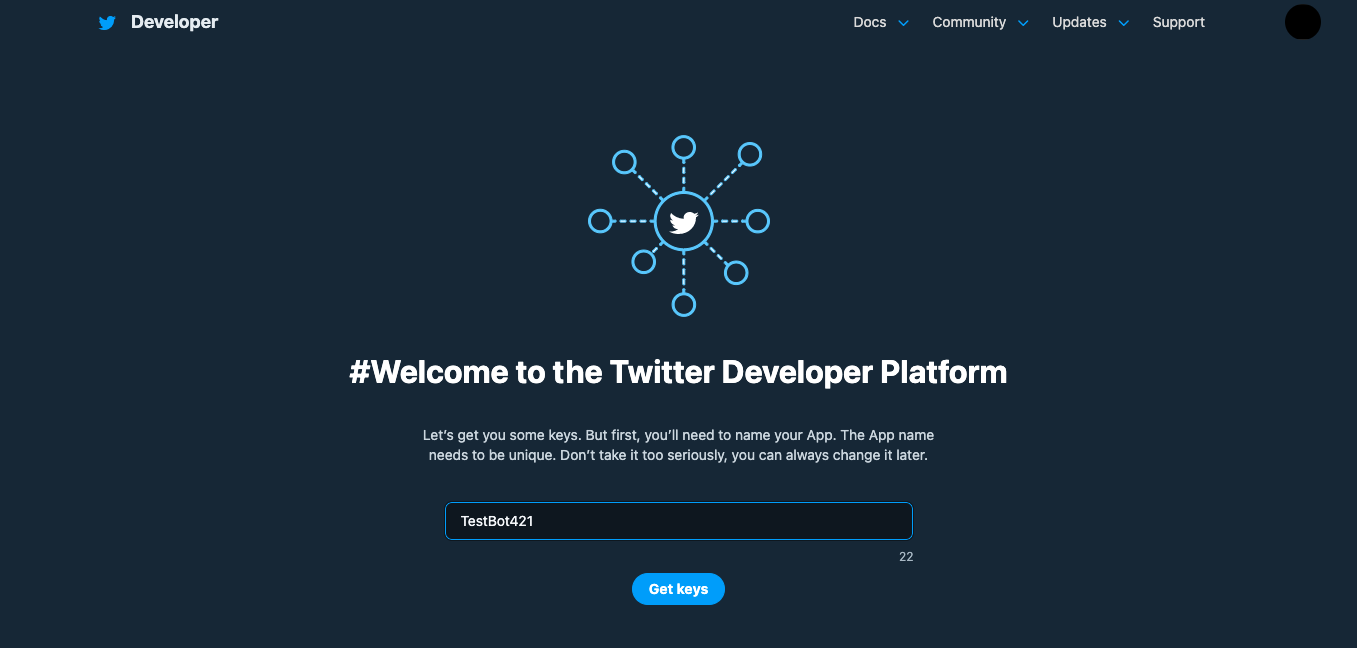 Developer
Docs Community Updates Support
#Welcome to the Twitter Developer Platform
Let’s get you some keys. But first, you’ll need to name your App. The App name
needs to be unique. Don’t take it too seriously, you can always change it later.
TestBot421
22
Get keys